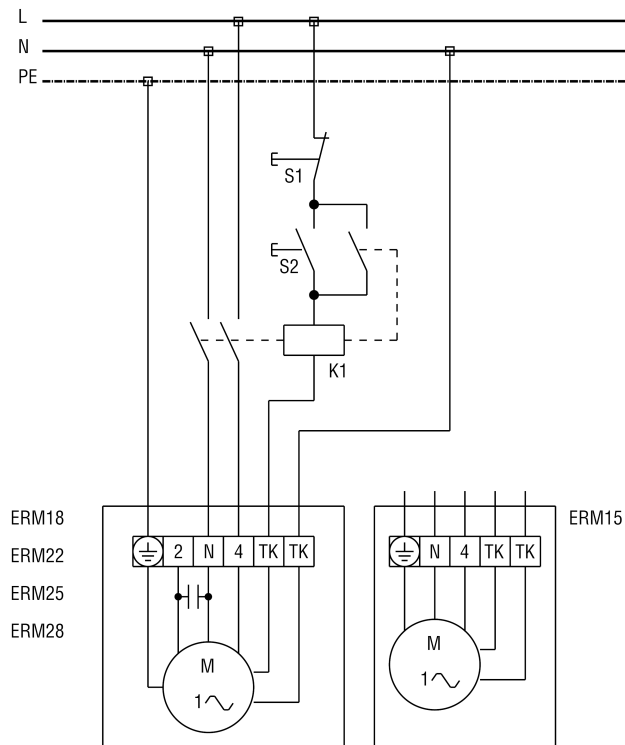 L
N
PE
S1
S2
K1
ERM18
ERM22
ERM25
ERM28
2 N 4 TK TK
M
1
ERM15
N 4 TK TK
M
1